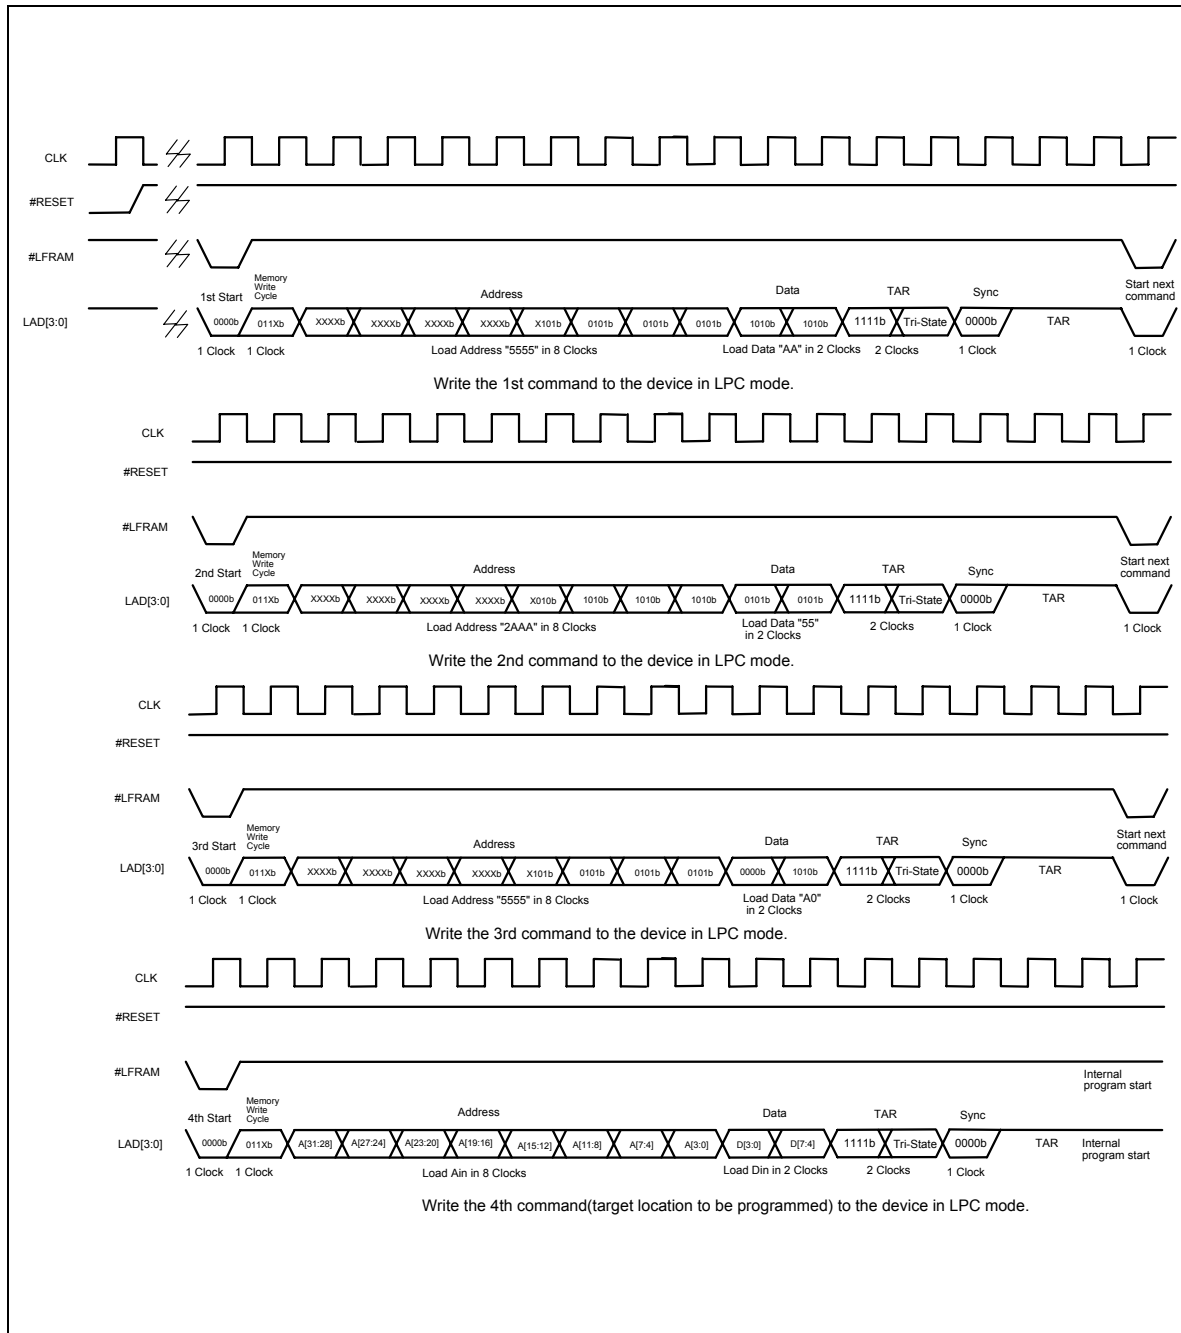 CLK
#RESET
#LFRAM
Memory
Write
Cycle
1st Start
Address
Data
TAR
Sync
Start next
command
LAD[3:0]
0000b 011Xb XXXXb XXXXb XXXXb XXXXb X101b 0101b 0101b 0101b 1010b 1010b 1111b Tri-State 0000b TAR
1 Clock 1 Clock Load Address "5555" in 8 Clocks Load Data "AA" in 2 Clocks 2 Clocks 1 Clock 1 Clock
Write the 1st command to the device in LPC mode.
CLK
#RESET
#LFRAM
Memory
Write
Cycle
2nd Start
Address
Data
TAR
Sync
Start next
command
LAD[3:0]
0000b 011Xb XXXXb XXXXb XXXXb XXXXb X010b 1010b 1010b 1010b 0101b 0101b 1111b Tri-State 0000b TAR
1 Clock 1 Clock Load Address "2AAA" in 8 Clocks
Load Data "55"
in 2 Clocks
2 Clocks 1 Clock 1 Clock
Write the 2nd command to the device in LPC mode.
CLK
#RESET
#LFRAM
Memory
Write
Cycle
3rd Start
Address
Data
TAR
Sync
Start next
command
LAD[3:0]
0000b 011Xb XXXXb XXXXb XXXXb XXXXb X101b 0101b 0101b 0101b 0000b 1010b 1111b Tri-State 0000b TAR
1 Clock 1 Clock Load Address "5555" in 8 Clocks
Load Data "A0"
in 2 Clocks
2 Clocks 1 Clock 1 Clock
Write the 3rd command to the device in LPC mode.
CLK
#RESET
#LFRAM
Internal
program start
Memory
Write
Cycle
4th Start
Address
Data
TAR
Sync
LAD[3:0]
0000b 011Xb A[31:28] A[27:24] A[23:20] A[19:16] A[15:12] A[11:8] A[7:4] A[3:0] D[3:0] D[7:4] 1111b Tri-State 0000b TAR
Internal
program start
1 Clock 1 Clock Load Ain in 8 Clocks Load Din in 2 Clocks 2 Clocks 1 Clock
Write the 4th command(target location to be programmed) to the device in LPC mode.